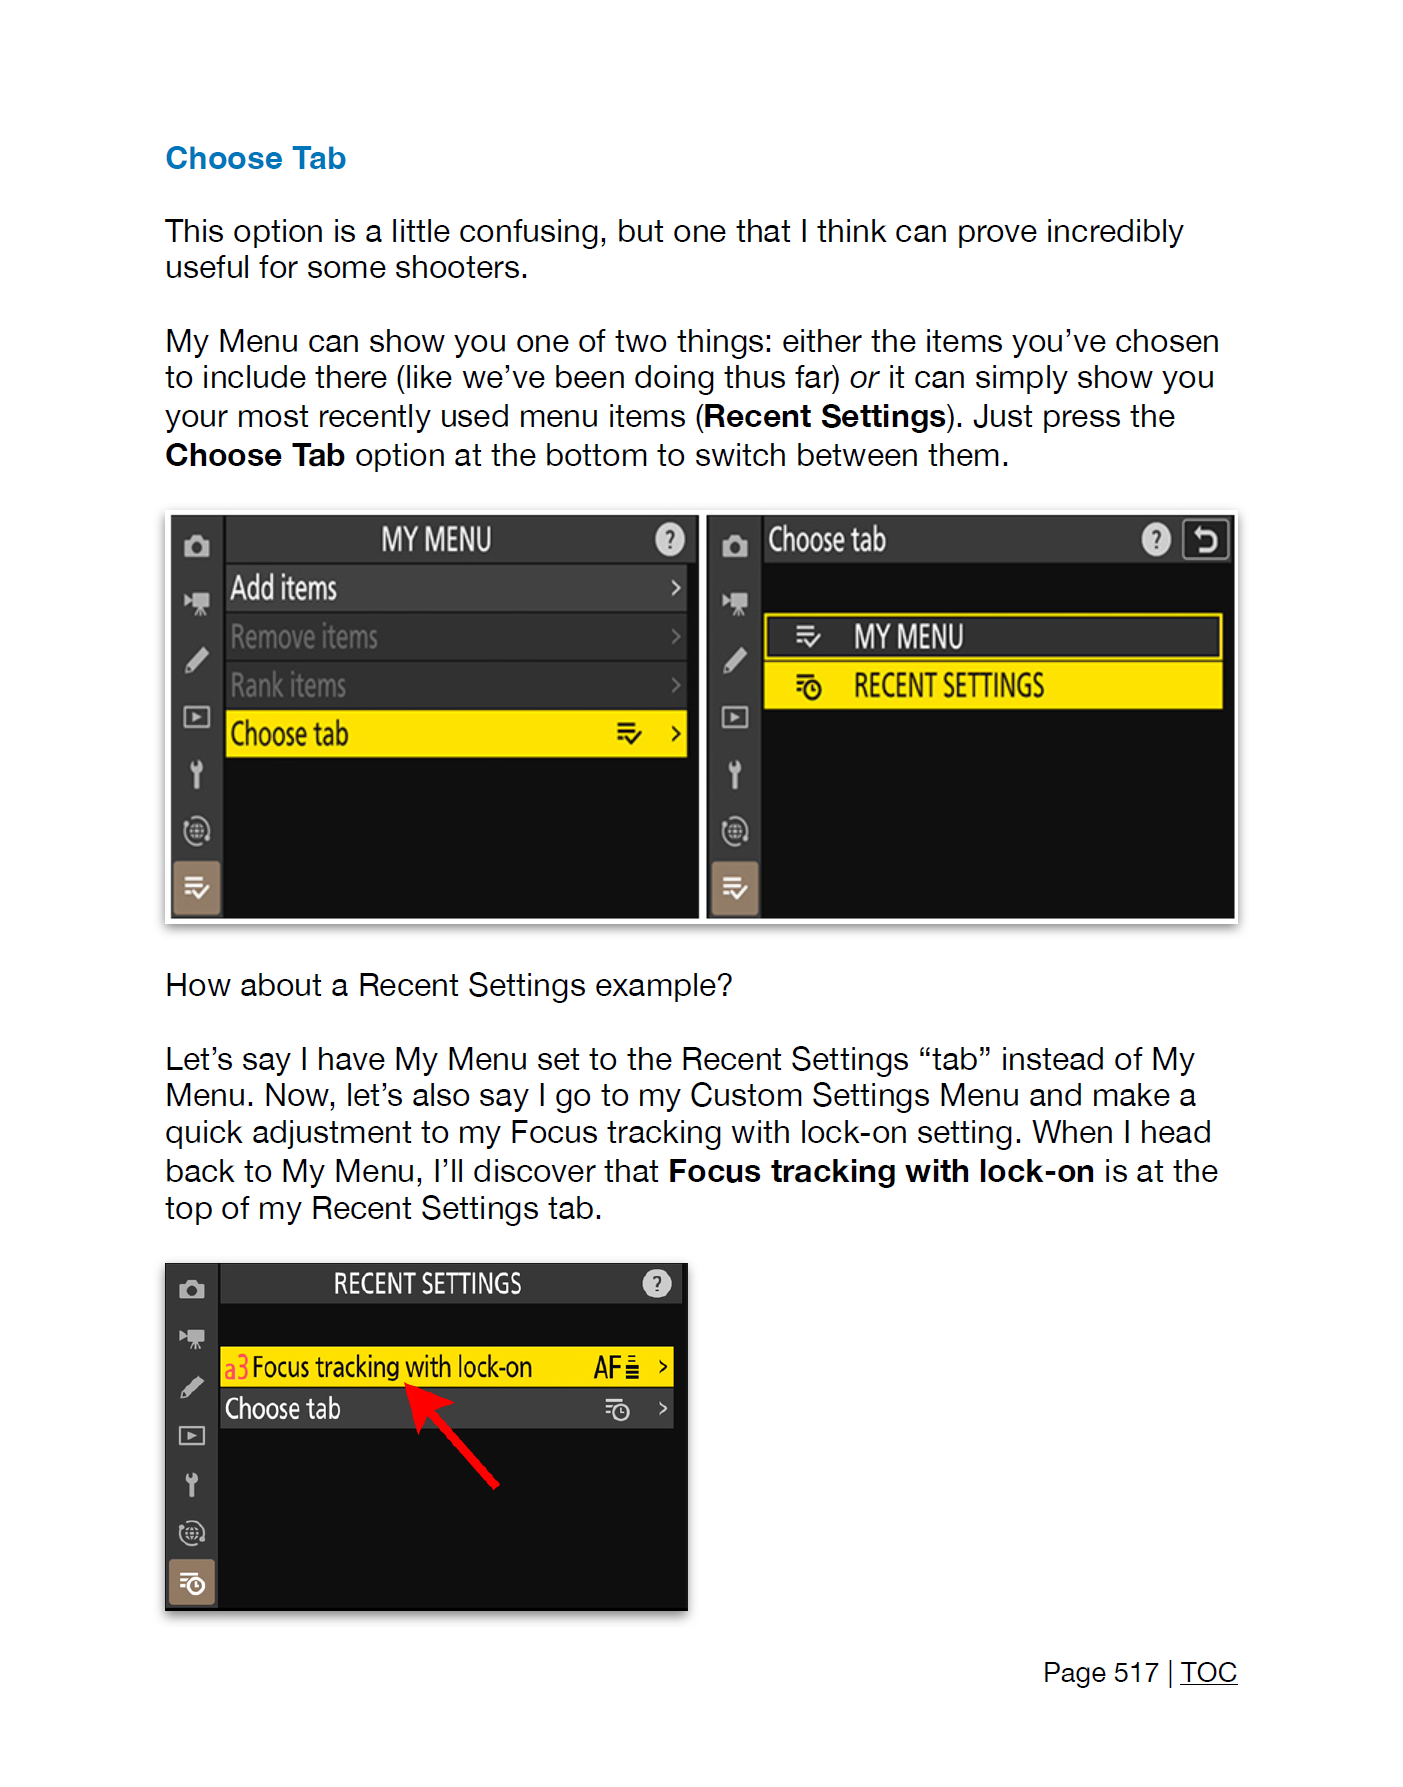 Choose Tab
This option is a little confusing, but one that I think can prove incredibly
useful for some shooters.
My Menu can show you one of two things: either the items you’ve chosen
to include there (like we’ve been doing thus far) or it can simply show you
your most recently used menu items (Recent Settings). Just press the
Choose Tab option at the bottom to switch between them.
MY MENU ?
Add items
Remove items
Rank items
Choose tab
Choose tab ?
MY MENU
RECENT SETTINGS
How about a Recent Settings example?
Let’s say I have My Menu set to the Recent Settings “tab” instead of My
Menu. Now, let’s also say I go to my Custom Settings Menu and make a
quick adjustment to my Focus tracking with lock-on setting. When I head
back to My Menu, I’ll discover that Focus tracking with lock-on is at the
top of my Recent Settings tab.
RECENT SETTINGS ?
a3 Focus tracking with lock-on AF
Choose tab
Page 517 | TOC